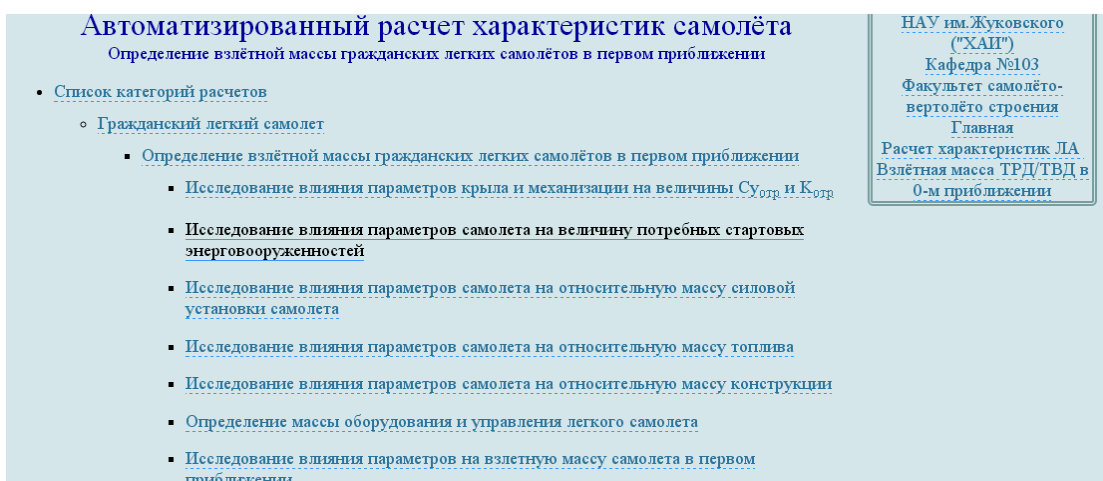 Автоматизированный расчет характеристик самолёта
Определение взлётной массы гражданских легких самолётов в первом приближении
Список категорий расчетов
Гражданский легкий самолет
Определение взлётной массы гражданских легких самолётов в первом приближении
Исследование влияния параметров крыла и механизации на величины Cyотр и Kотр
Исследование влияния параметров самолета на величину потребных стартовых
энерговооруженностей
Исследование влияния параметров самолета на относительную массу силовой
установки самолета
Исследование влияния параметров самолета на относительную массу топлива
Исследование влияния параметров самолета на относительную массу конструкции
Определение массы оборудования и управления легкого самолета
Исследование влияния параметров на взлетную массу самолета в первом
приближении
НАУ им.Жуковского
("ХАИ")
Кафедра №103
Факультет самолёто-
вертолёто строения
Главная
Расчет характеристик ЛА
Взлётная масса ТРД/ТВД в
0-м приближении